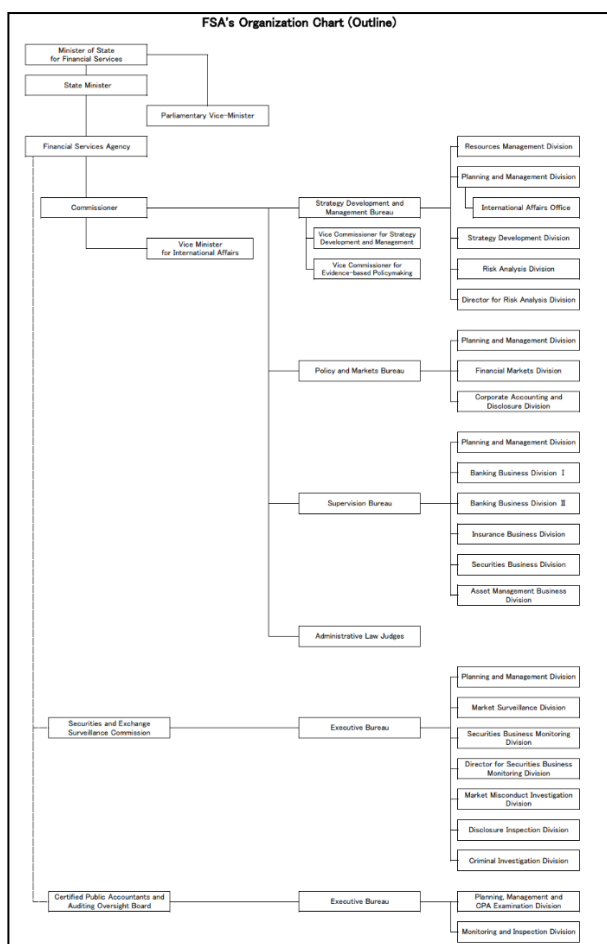 FSA's Organization Chart (Outline)
Minister of State
for Financial Services
State Minister
Parliamentary Vice-Minister
Financial Services Agency
Commissioner
Vice Minister
for International Affairs
Strategy Development and
Management Bureau
Vice Commissioner for Strategy
Development and Management
Vice Commissioner for
Evidence-based Policymaking
Resources Management Division
Planning and Management Division
International Affairs Office
Strategy Development Division
Risk Analysis Division
Director for Risk Analysis Division
Policy and Markets Bureau
Planning and Management Division
Financial Markets Division
Corporate Accounting and
Disclosure Division
Supervision Bureau
Planning and Management Division
Banking Business Division Ⅰ
Banking Business Division Ⅱ
Insurance Business Division
Securities Business Division
Asset Management Business
Division
Administrative Law Judges
Securities and Exchange
Surveillance Commission
Executive Bureau
Planning and Management Division
Market Surveillance Division
Securities Business Monitoring
Division
Director for Securities Business
Monitoring Division
Market Misconduct Investigation
Division
Disclosure Inspection Division
Criminal Investigation Division
Certified Public Accountants and
Auditing Oversight Board
Executive Bureau
Planning, Management and
CPA Examination Division
Monitoring and Inspection Division